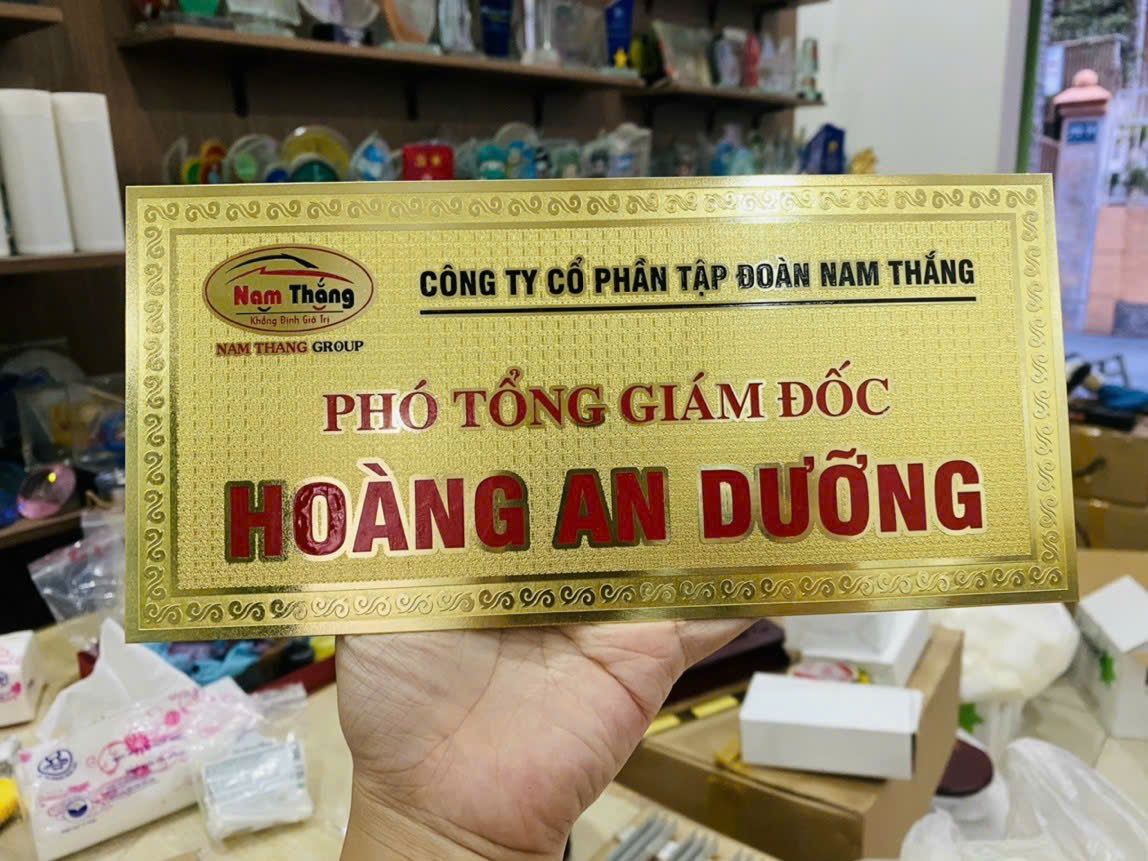 Nam Thắng
Khẳng Định Giá Trị
NAM THANG GROUP
CÔNG TY CỔ PHẦN TẬP ĐOÀN NAM THẮNG
PHÓ TỔNG GIÁM ĐỐC
HOÀNG AN DƯỠNG